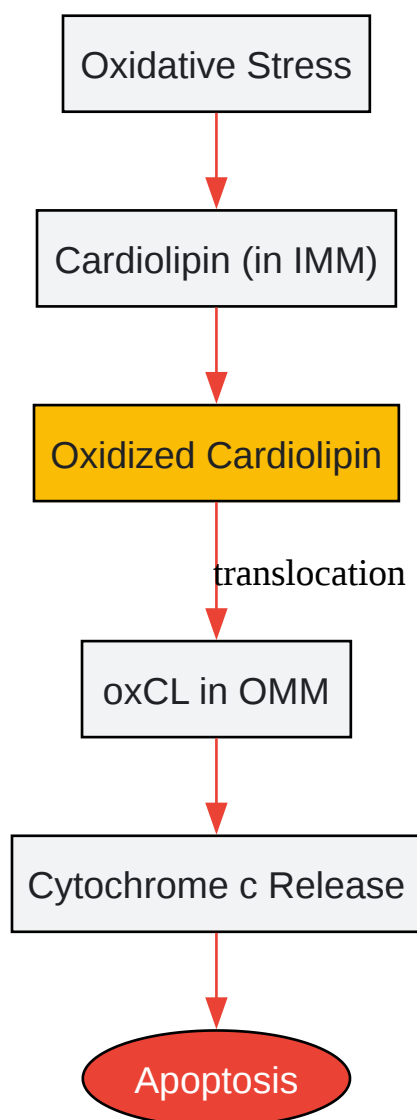 Oxidative Stress
Cardiolipin (in IMM)
Oxidized Cardiolipin
translocation
oxCL in OMM
Cytochrome c Release
Apoptosis